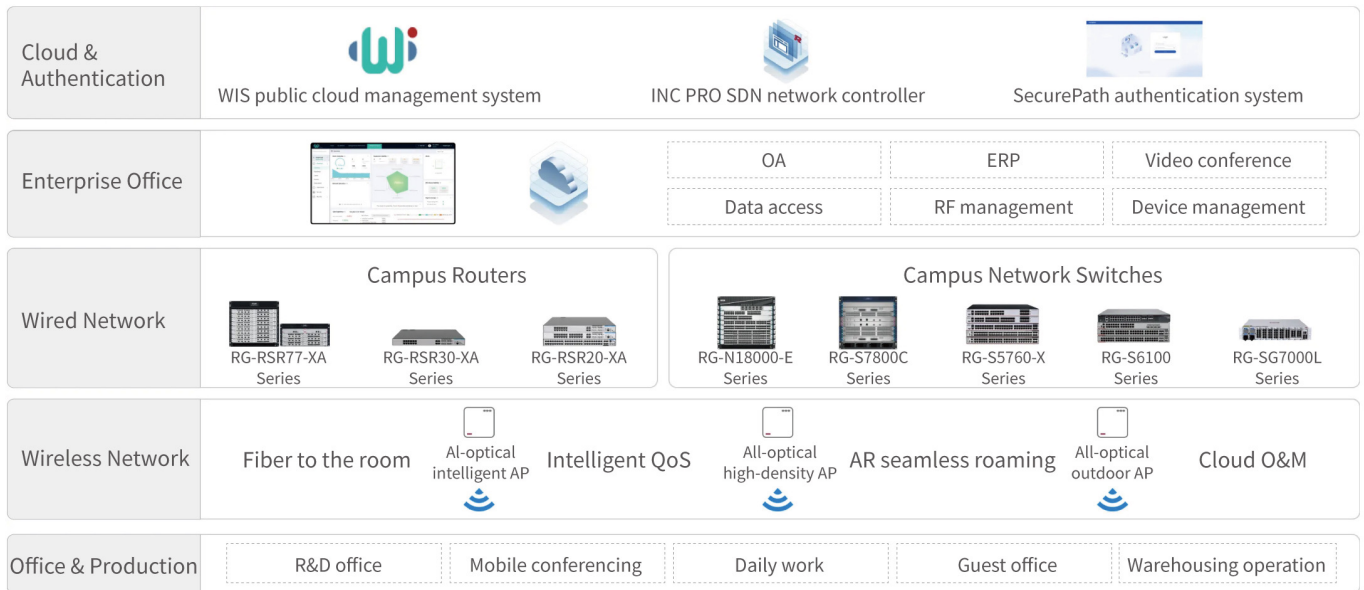 Cloud &
Authentication
WIS public cloud management system
INC PRO SDN network controller
SecurePath authentication system
Enterprise Office
OA
ERP
Video conference
Data access
RF management
Device management
Wired Network
Campus Routers
RG-RSR77-XA
Series
RG-RSR30-XA
Series
RG-RSR20-XA
Series
Campus Network Switches
RG-N18000-E
Series
RG-S7800C
Series
RG-S5760-X
Series
RG-S6100
Series
RG-SG7000L
Series
Wireless Network
Fiber to the room
Al-optical
intelligent AP
Intelligent QoS
All-optical
high-density AP
AR seamless roaming
All-optical
outdoor AP
Cloud O&M
Office & Production
R&D office
Mobile conferencing
Daily work
Guest office
Warehousing operation